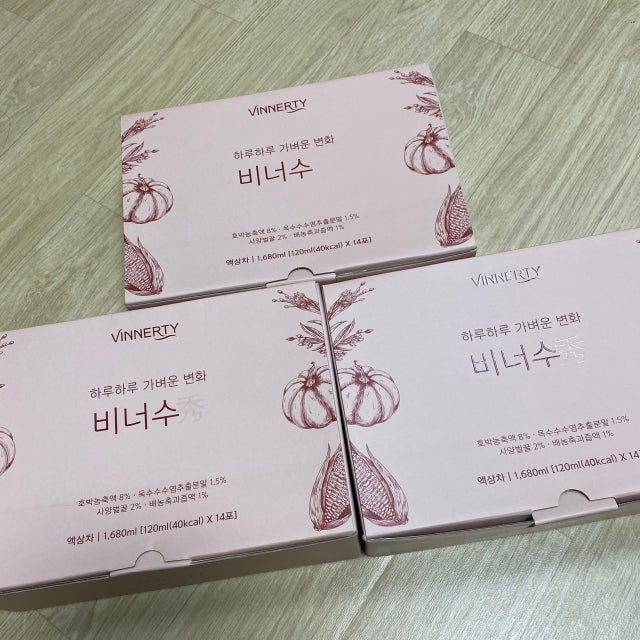 VINNERTY
하루하루 가벼운 변화
비너수
호박농축액 8% · 옥수수수염추출분말 1.5%
사양벌꿀 2% · 배농축과즙액 1%
액상차 | 1,680ml [120ml(40kcal) X 14포]
VINNERTY
하루하루 가벼운 변화
비너수秀
호박농축액 8% · 옥수수수염추출분말 1.5%
사양벌꿀 2% · 배농축과즙액 1%
액상차 | 1,680ml [120ml(40kcal) X 14포]
VINNERTY
하루하루 가벼운 변화
비너수秀
호박농축액 8% · 옥수수수염추출분말 1.5%
사양벌꿀 2% · 배농축과즙액 1%
액상차 | 1,680ml [120ml(40kcal) X 14